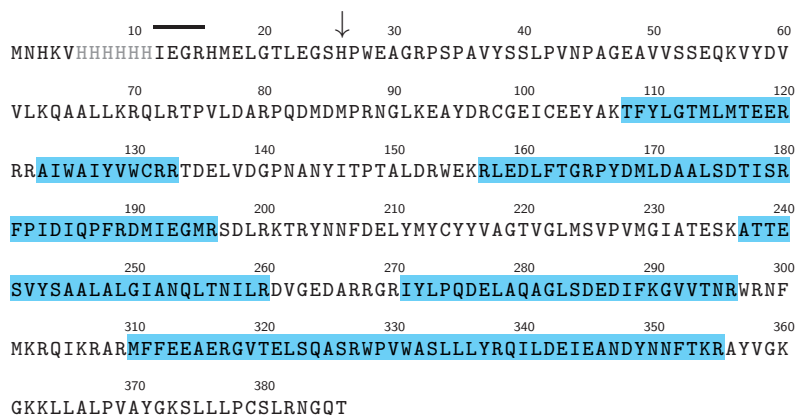 10 20 30 40 50 60
MNHKVHHHHHHIEGRHMELGTLEGSHPWEAGRPSPAVYSSLPVNPAGEAVVSSEQKVYDV
70 80 90 100 110 120
VLKQAALLKRQLRTPVLDARPQDMDMPRNGLKEAYDRCGEICEEYAKTFYLGTMLMTEER
130 140 150 160 170 180
RRAIWAIYVWCRRTDELVDGPNANYITPTALDRWEKRLEDLFTGRPYDMLDAALSDTISR
190 200 210 220 230 240
FPIDIQPFRDMIEGMRSDLRKTRYNNFDELYMYCYYVAGTVGLMSVPVMGIATESKATTE
250 260 270 280 290 300
SVYSAALALGIANQLTNILRDVGEDARRGRIYLPQDELAQAGLSDEDIFKGVVTNRWRNF
310 320 330 340 350 360
MKRQIKRARMFFEEAERGVTELSQASRWPVWASLLLYRQILDEIEANDYNNFTKRAYVGK
370 380
GKKLLALPVAYGKSLLLPCSLRNGQT